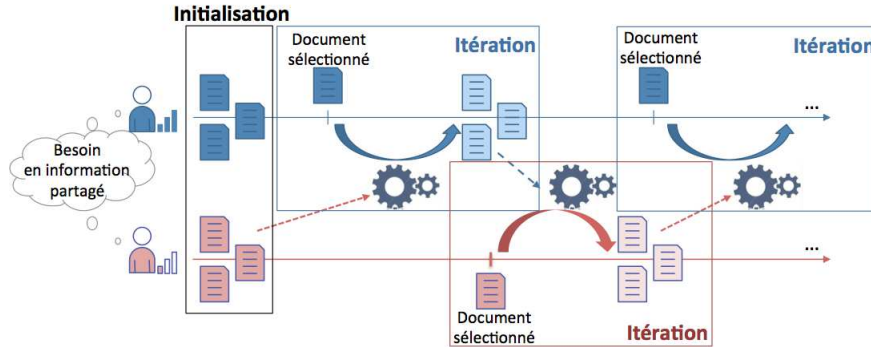 Initialisation
Document
sélectionné
Itération
Document
sélectionné
Itération
...
Besoin
en information
partagé
...
Document
sélectionné
Itération